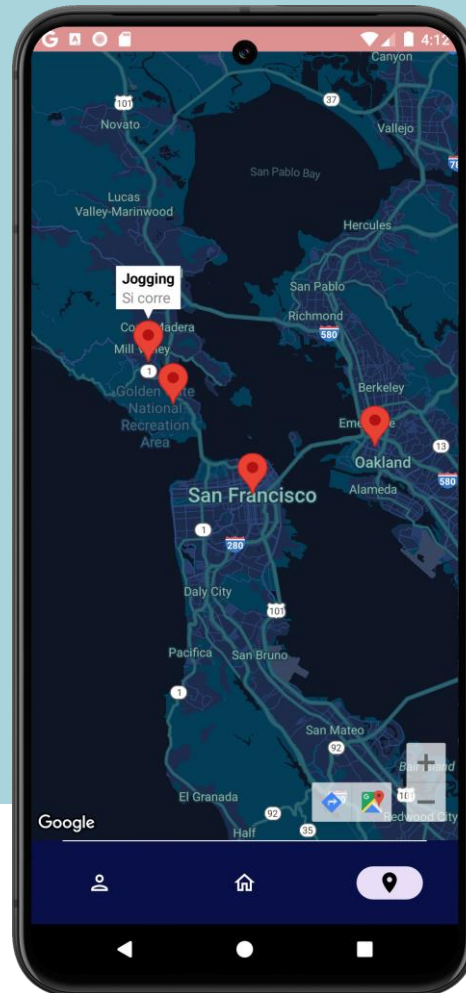 G A 4:12
Canyon
101
37
Novato
Vallejo
San Pablo Bay
Lucas
Valley-Marinwood
Hercules
Jogging
Si corre
San Pablo
Richmond
580
Madera
Mill
1
Golden
National
Recreation
Area
Berkeley
13
Oakland
580
Alameda
San Francisco
1
280
Daly City
101
Pacifica
San Bruno
1
San Mateo
92
El Granada
92
Half
35
101
Redwood City
Google